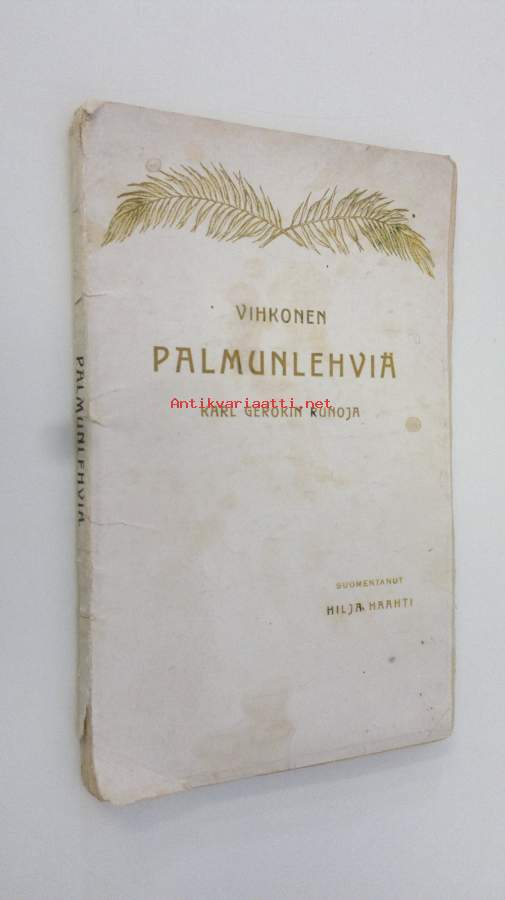 VIHKONEN
PALMUNLEHVIÄ
Antikvariaatti.net
KARL GEROKIN RUNOJA
SUOMENTANUT
HILJA HAAHTI
PALMUNLEHVIÄ